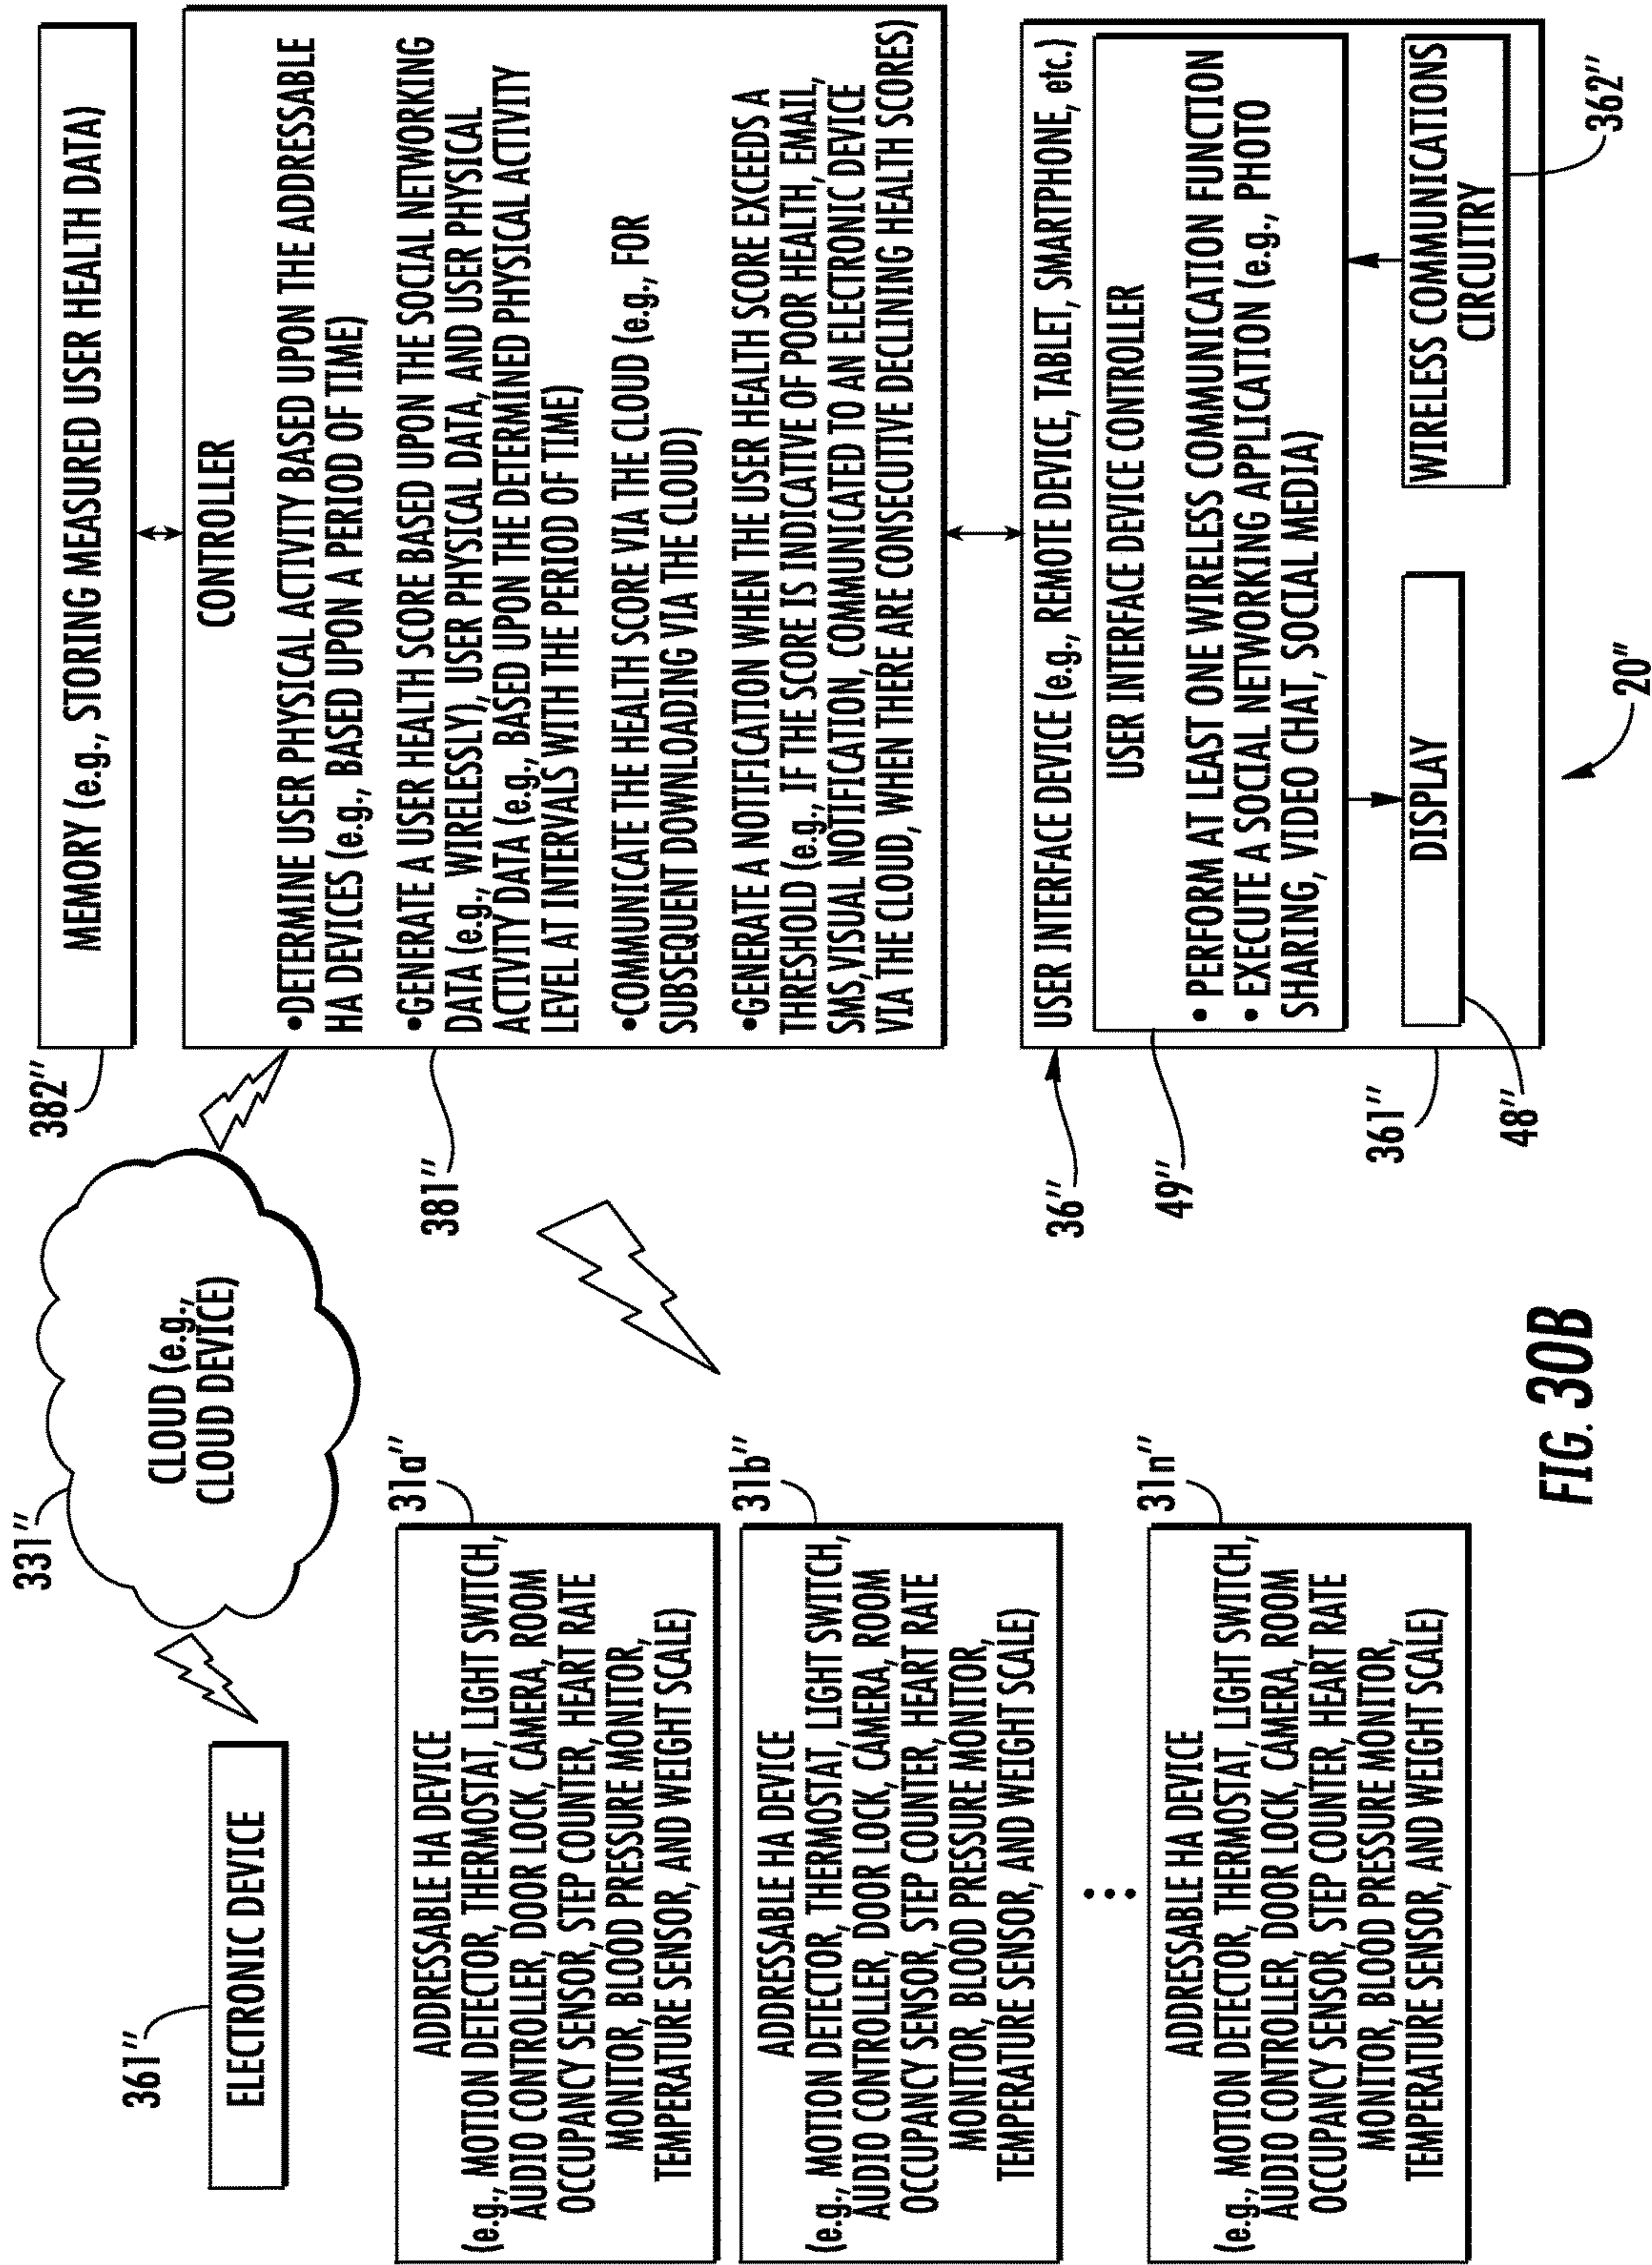 331''
CLOUD (e.g.,
CLOUD DEVICE)
361''
ELECTRONIC DEVICE
31a''
ADDRESSABLE HA DEVICE
(e.g., MOTION DETECTOR, THERMOSTAT, LIGHT SWITCH,
AUDIO CONTROLLER, DOOR LOCK, CAMERA, ROOM
OCCUPANCY SENSOR, STEP COUNTER, HEART RATE
MONITOR, BLOOD PRESSURE MONITOR,
TEMPERATURE SENSOR, AND WEIGHT SCALE)
31b''
ADDRESSABLE HA DEVICE
(e.g., MOTION DETECTOR, THERMOSTAT, LIGHT SWITCH,
AUDIO CONTROLLER, DOOR LOCK, CAMERA, ROOM
OCCUPANCY SENSOR, STEP COUNTER, HEART RATE
MONITOR, BLOOD PRESSURE MONITOR,
TEMPERATURE SENSOR, AND WEIGHT SCALE)
31n''
ADDRESSABLE HA DEVICE
(e.g., MOTION DETECTOR, THERMOSTAT, LIGHT SWITCH,
AUDIO CONTROLLER, DOOR LOCK, CAMERA, ROOM
OCCUPANCY SENSOR, STEP COUNTER, HEART RATE
MONITOR, BLOOD PRESSURE MONITOR,
TEMPERATURE SENSOR, AND WEIGHT SCALE)
382''
MEMORY (e.g., STORING MEASURED USER HEALTH DATA)
381''
CONTROLLER
•DETERMINE USER PHYSICAL ACTIVITY BASED UPON THE ADDRESSABLE
HA DEVICES (e.g., BASED UPON A PERIOD OF TIME)
•GENERATE A USER HEALTH SCORE BASED UPON THE SOCIAL NETWORKING
DATA (e.g., WIRELESSLY), USER PHYSICAL DATA, AND USER PHYSICAL
ACTIVITY DATA (e.g., BASED UPON THE DETERMINED PHYSICAL ACTIVITY
LEVEL AT INTERVALS WITH THE PERIOD OF TIME)
•COMMUNICATE THE HEALTH SCORE VIA THE CLOUD (e.g., FOR
SUBSEQUENT DOWNLOADING VIA THE CLOUD)
•GENERATE A NOTIFICATION WHEN THE USER HEALTH SCORE EXCEEDS A
THRESHOLD (e.g., IF THE SCORE IS INDICATIVE OF POOR HEALTH, EMAIL,
SMS, VISUAL NOTIFICATION, COMMUNICATED TO AN ELECTRONIC DEVICE
VIA THE CLOUD, WHEN THERE ARE CONSECUTIVE DECLINING HEALTH SCORES)
36''
USER INTERFACE DEVICE (e.g., REMOTE DEVICE, TABLET, SMARTPHONE, etc.)
49''
USER INTERFACE DEVICE CONTROLLER
• PERFORM AT LEAST ONE WIRELESS COMMUNICATION FUNCTION
• EXECUTE A SOCIAL NETWORKING APPLICATION (e.g., PHOTO
SHARING, VIDEO CHAT, SOCIAL MEDIA)
361''
48''
DISPLAY
WIRELESS COMMUNICATIONS
CIRCUITRY
362''
20''
FIG. 30B